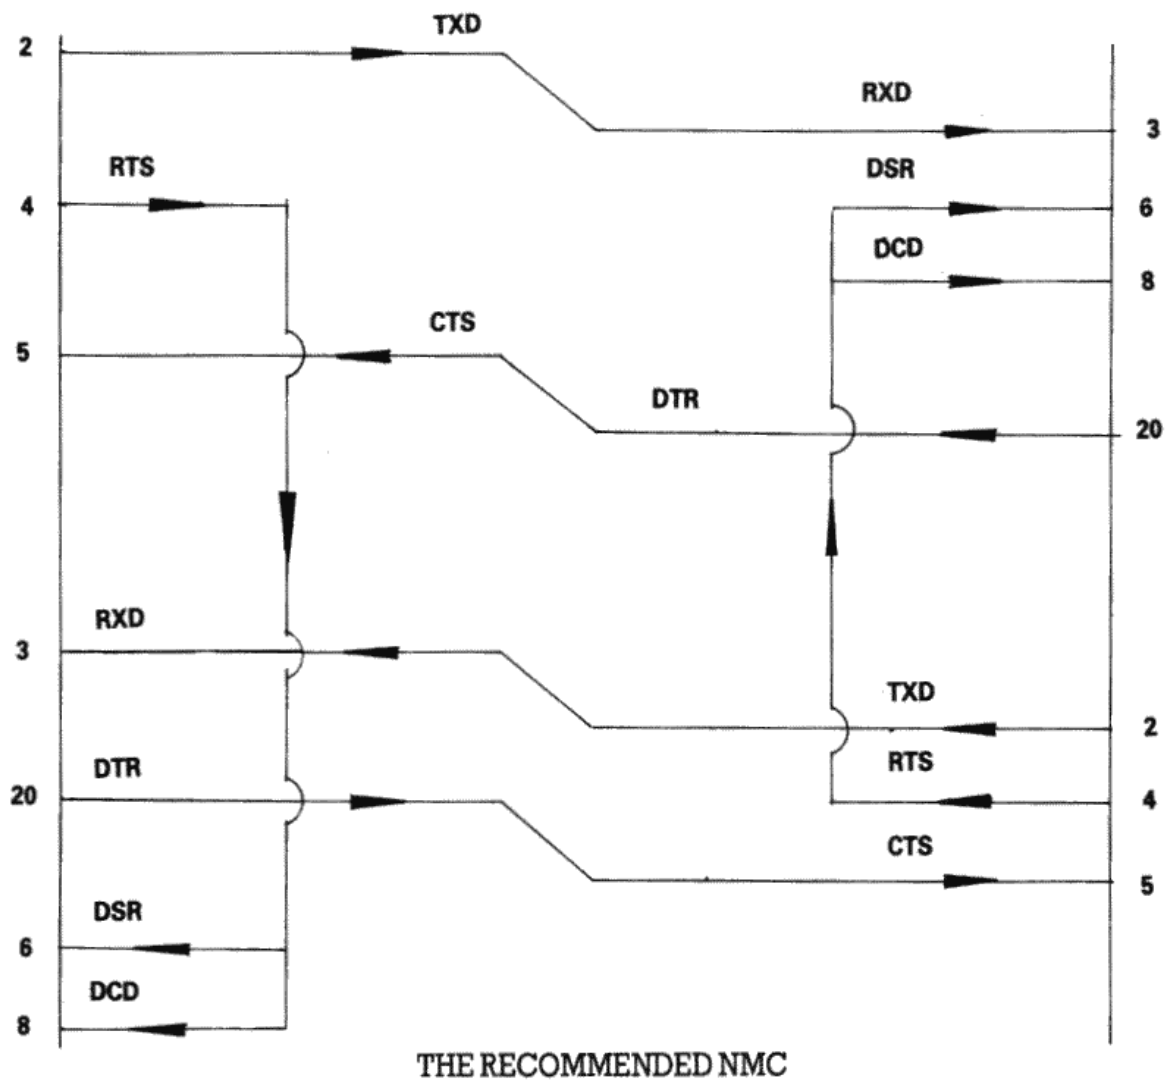 TXD
2
RXD
3
RTS
DSR
4
6
DCD
8
CTS
5
DTR
20
RXD
3
TXD
2
DTR
RTS
20
4
CTS
5
DSR
6
DCD
8
THE RECOMMENDED NMC